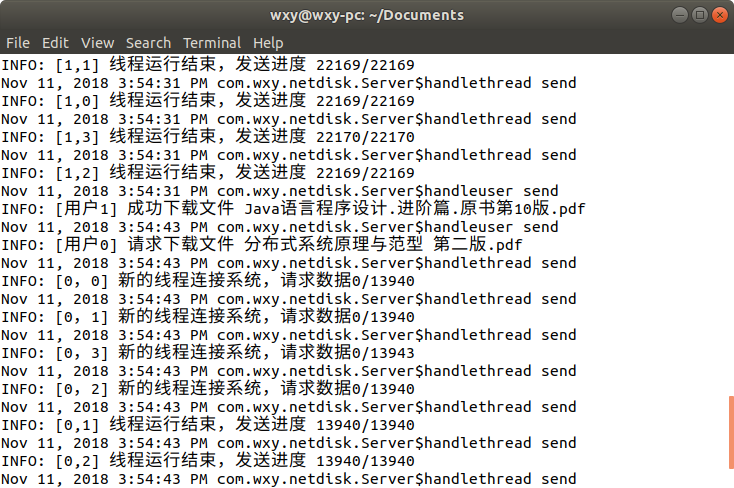 wxy@wxy-pc: ~/Documents
File Edit View Search Terminal Help
INFO: [1,1] 线程运行结束，发送进度 22169/22169
Nov 11, 2018 3:54:31 PM com.wxy.netdisk.Server$handlethread send
INFO: [1,0] 线程运行结束，发送进度 22169/22169
Nov 11, 2018 3:54:31 PM com.wxy.netdisk.Server$handlethread send
INFO: [1,3] 线程运行结束，发送进度 22170/22170
Nov 11, 2018 3:54:31 PM com.wxy.netdisk.Server$handlethread send
INFO: [1,2] 线程运行结束，发送进度 22169/22169
Nov 11, 2018 3:54:31 PM com.wxy.netdisk.Server$handleuser send
INFO: [用户1] 成功下载文件 Java语言程序设计.进阶篇.原书第10版.pdf
Nov 11, 2018 3:54:43 PM com.wxy.netdisk.Server$handleuser send
INFO: [用户0] 请求下载文件 分布式系统原理与范型 第二版.pdf
Nov 11, 2018 3:54:43 PM com.wxy.netdisk.Server$handlethread send
INFO: [0, 0] 新的线程连接系统，请求数据0/13940
Nov 11, 2018 3:54:43 PM com.wxy.netdisk.Server$handlethread send
INFO: [0, 1] 新的线程连接系统，请求数据0/13940
Nov 11, 2018 3:54:43 PM com.wxy.netdisk.Server$handlethread send
INFO: [0, 3] 新的线程连接系统，请求数据0/13943
Nov 11, 2018 3:54:43 PM com.wxy.netdisk.Server$handlethread send
INFO: [0, 2] 新的线程连接系统，请求数据0/13940
Nov 11, 2018 3:54:43 PM com.wxy.netdisk.Server$handlethread send
INFO: [0,1] 线程运行结束，发送进度 13940/13940
Nov 11, 2018 3:54:43 PM com.wxy.netdisk.Server$handlethread send
INFO: [0,2] 线程运行结束，发送进度 13940/13940
Nov 11, 2018 3:54:43 PM com.wxy.netdisk.Server$handlethread send